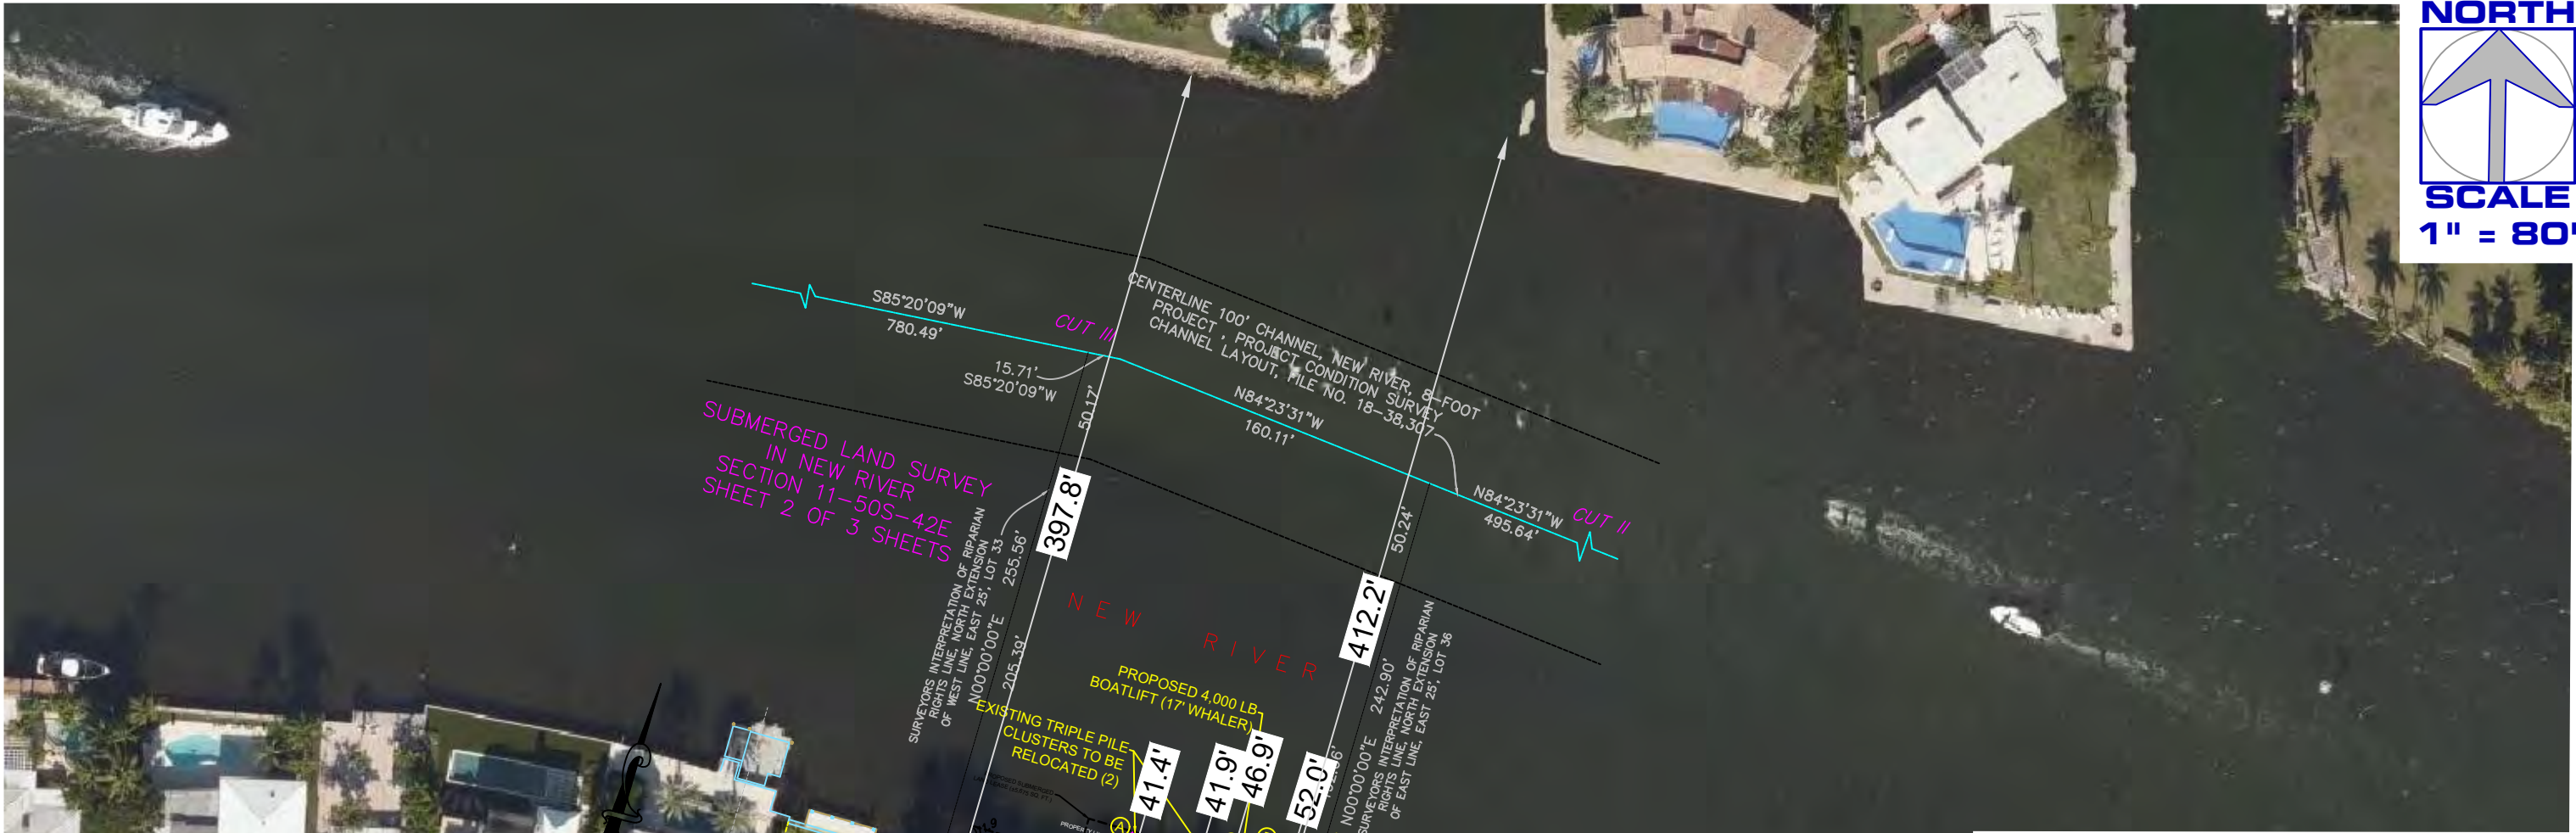 NORTH
SCALE
1" = 80'
CENTERLINE 100' CHANNEL, NEW RIVER, 8-FOOT
PROJECT , PROJECT CONDITION SURVEY
CHANNEL LAYOUT, FILE NO. 18-38,307
S85°20'09"W
780.49'
CUT III
15.71'
S85°20'09"W
50.17'
N84°23'31"W
160.11'
N84°23'31"W
495.64'
CUT II
50.24'
SUBMERGED LAND SURVEY
IN NEW RIVER
SECTION 11-50S-42E
SHEET 2 OF 3 SHEETS
397.8'
412.2'
SURVEYORS INTERPRETATION OF RIPARIAN
RIGHTS LINE, NORTH EXTENSION
OF WEST LINE, EAST 25', LOT 33
N00°00'00"E 255.56'
205.39'
NEW RIVER
PROPOSED 4,000 LB
BOATLIFT (17' WHALER)
EXISTING TRIPLE PILE
CLUSTERS TO BE
RELOCATED (2)
41.4'
41.9'
46.9'
52.0'
N00°00'00"E 242.90'
SURVEYORS INTERPRETATION OF RIPARIAN
RIGHTS LINE, NORTH EXTENSION
OF EAST LINE, EAST 25', LOT 36
PROPOSED SUBMERGED
A